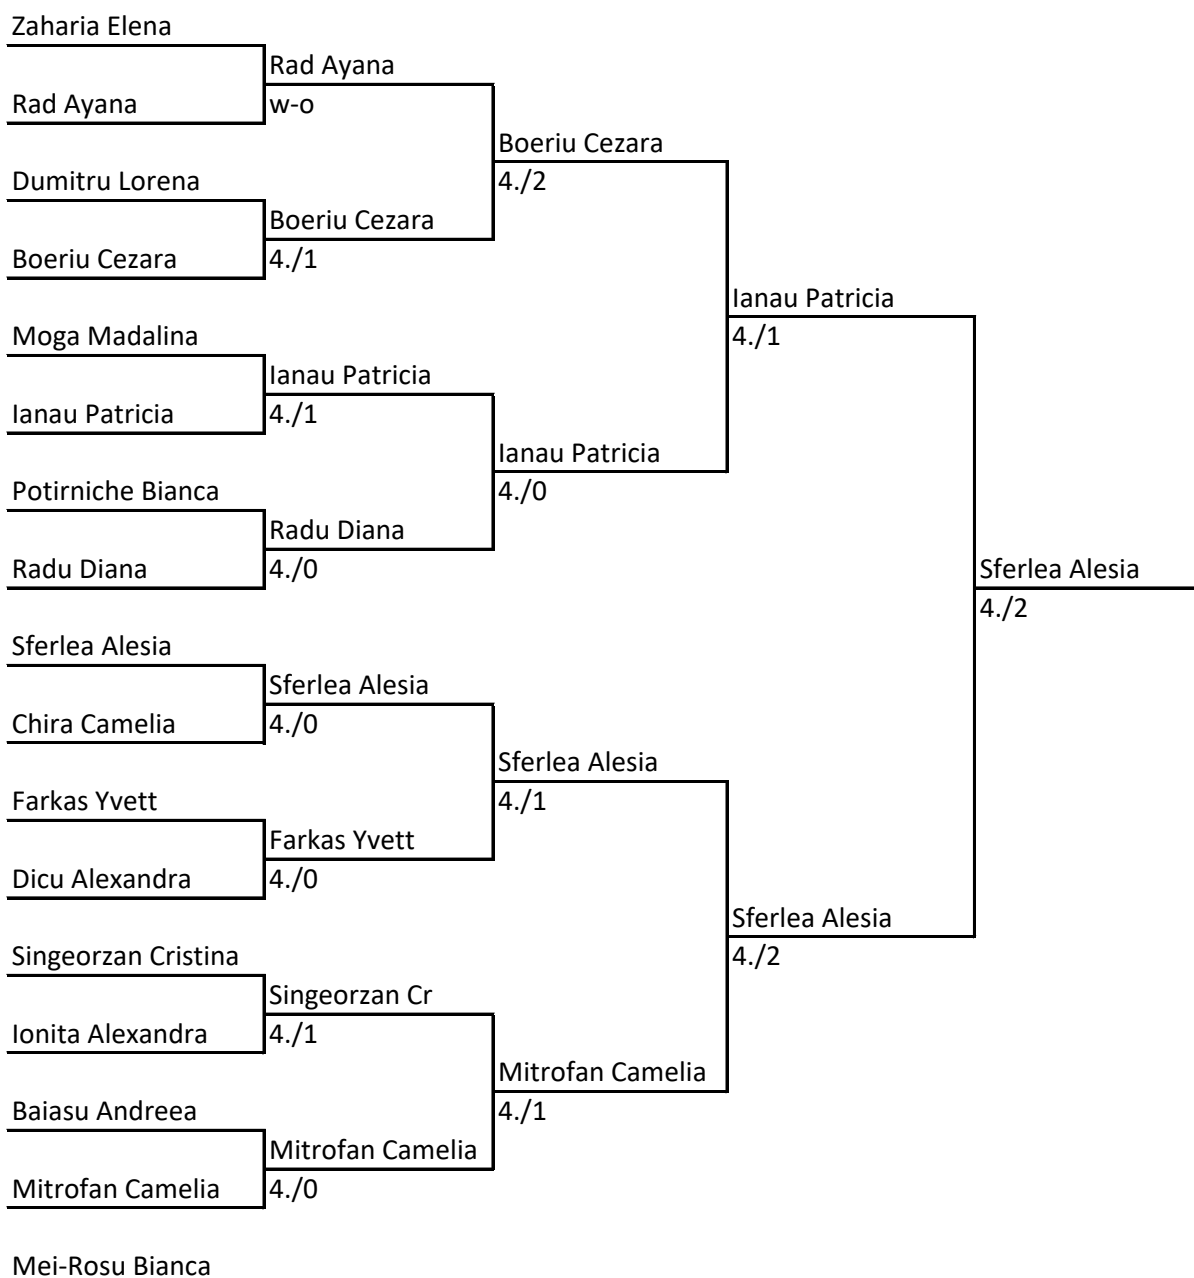 Zaharia Elena
Rad Ayana
Rad Ayana
w-o
Boeriu Cezara
Dumitru Lorena
4./2
Boeriu Cezara
Boeriu Cezara
4./1
Ianau Patricia
Moga Madalina
4./1
Ianau Patricia
Ianau Patricia
4./1
Ianau Patricia
Potirniche Bianca
4./0
Radu Diana
Radu Diana
4./0
Sferlea Alesia
4./2
Sferlea Alesia
Sferlea Alesia
Chira Camelia
4./0
Sferlea Alesia
Farkas Yvett
4./1
Farkas Yvett
Dicu Alexandra
4./0
Sferlea Alesia
Singeorzan Cristina
4./2
Singeorzan Cr
Ionita Alexandra
4./1
Mitrofan Camelia
Baiasu Andreea
4./1
Mitrofan Camelia
Mitrofan Camelia
4./0
Mei-Rosu Bianca